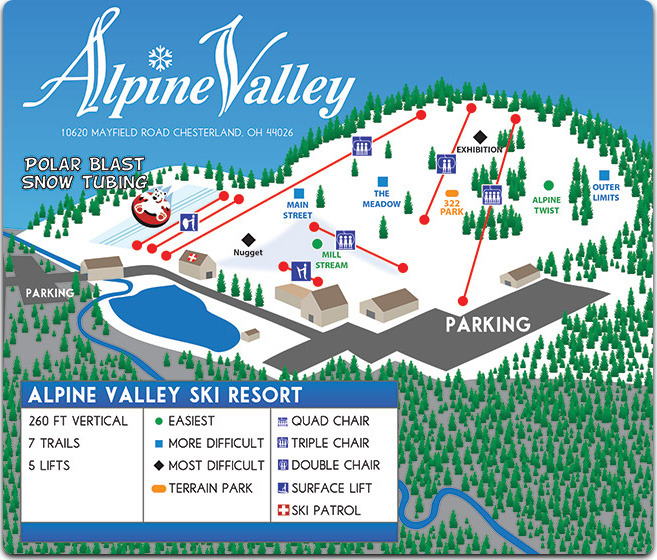 Alpine Valley
10620 MAYFIELD ROAD CHESTERLAND, OH 44026
POLAR BLAST
SNOW TUBING
EXHIBITION
MAIN
STREET
THE
MEADOW
322
PARK
ALPINE
TWIST
OUTER
LIMITS
Nugget
MILL
STREAM
PARKING
PARKING
ALPINE VALLEY SKI RESORT
260 FT VERTICAL
7 TRAILS
5 LIFTS
EASIEST
MORE DIFFICULT
MOST DIFFICULT
TERRAIN PARK
QUAD CHAIR
TRIPLE CHAIR
DOUBLE CHAIR
SURFACE LIFT
SKI PATROL